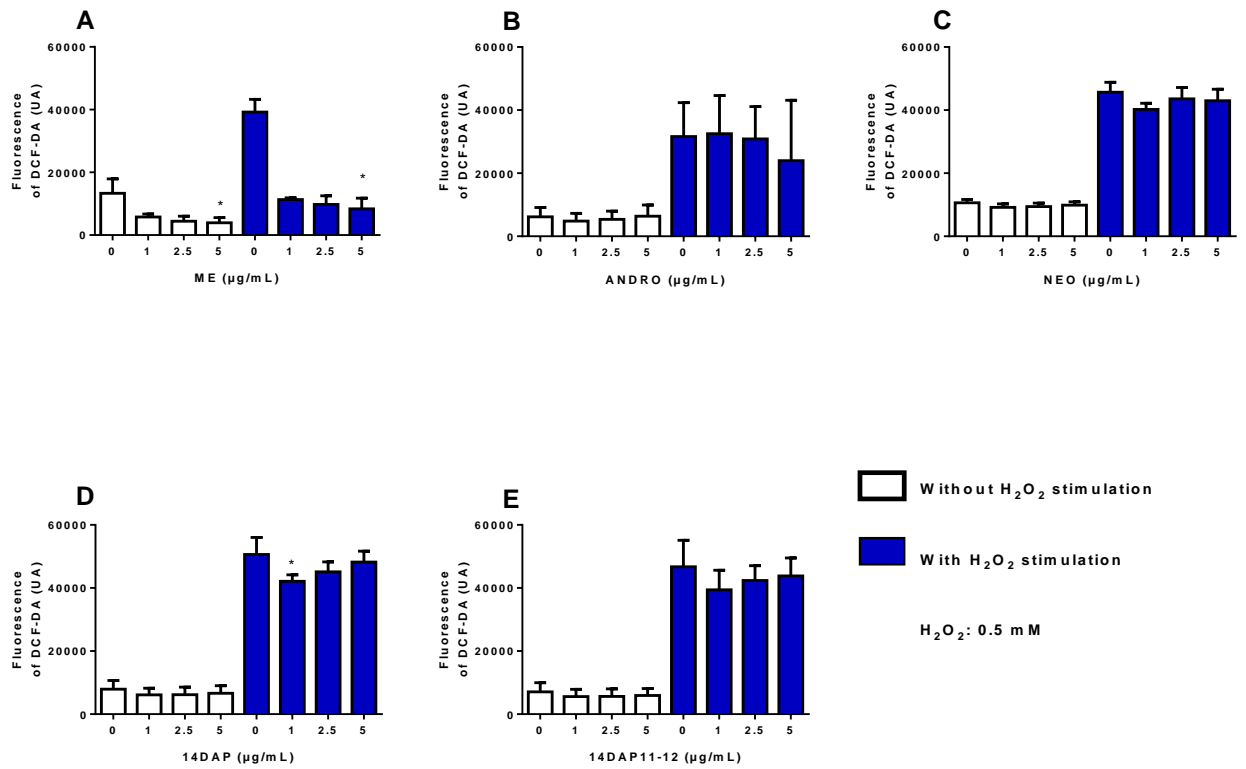 A
60000
40000
20000
0
Fluorescence
of DCF-DA (UA)
*
*
0 1 2.5 5 0 1 2.5 5
ME (µg/mL)
B
60000
40000
20000
0
Fluorescence
of DCF-DA (UA)
0 1 2.5 5 0 1 2.5 5
ANDRO (µg/mL)
C
60000
40000
20000
0
Fluorescence
of DCF-DA (UA)
0 1 2.5 5 0 1 2.5 5
NEO (µg/mL)
D
60000
40000
20000
0
Fluorescence
of DCF-DA (UA)
*
0 1 2.5 5 0 1 2.5 5
14DAP (µg/mL)
E
60000
40000
20000
0
Fluorescence
of DCF-DA (UA)
0 1 2.5 5 0 1 2.5 5
14DAP11-12 (µg/mL)
Without H₂O₂ stimulation
With H₂O₂ stimulation
H₂O₂: 0.5 mM